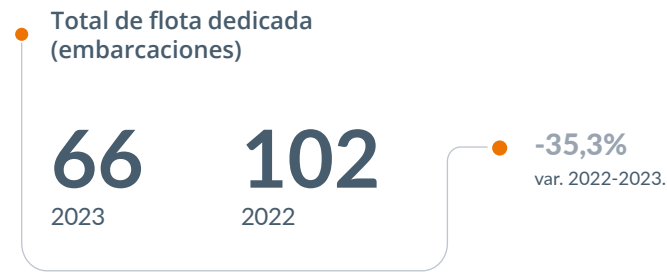 Total de flota dedicada
(embarcaciones)
66
2023
102
2022
-35,3%
var. 2022-2023.